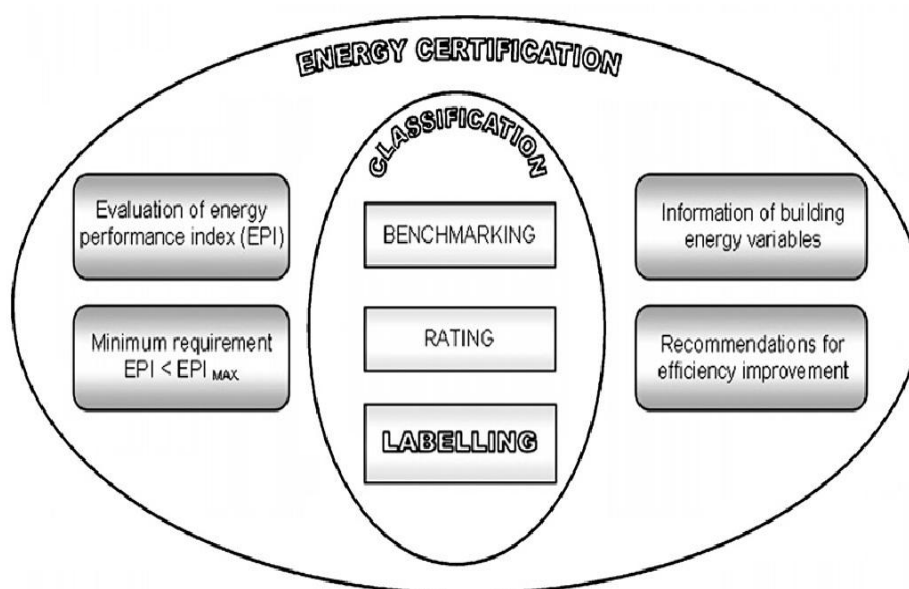 ENERGY CERTIFICATION
CLASSIFICATION
Evaluation of energy
performance index (EPI)
Minimum requirement
EPI < EPI MAX
BENCHMARKING
RATING
LABELLING
Information of building
energy variables
Recommendations for
efficiency improvement